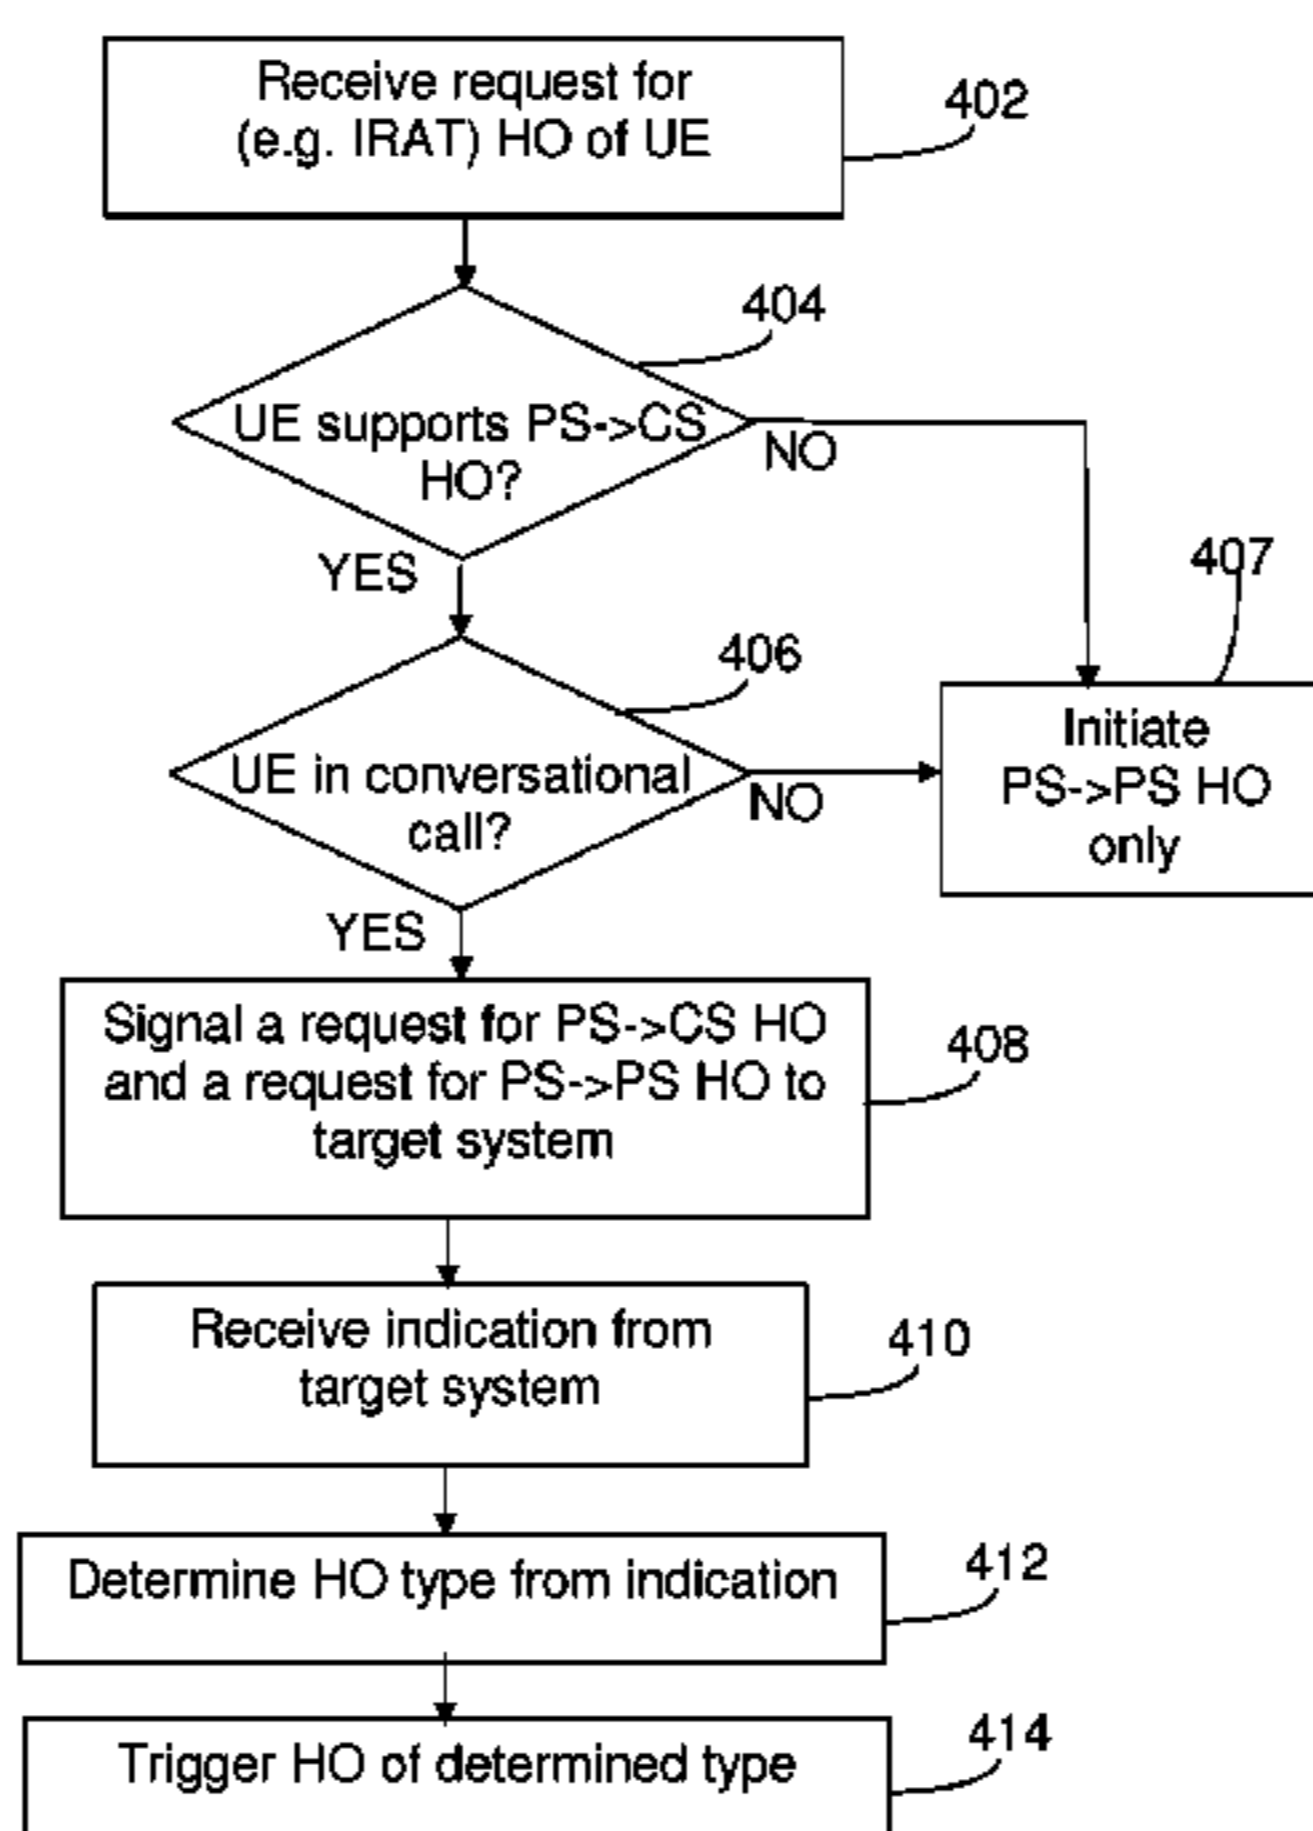 Receive request for
(e.g. IRAT) HO of UE
402
404
UE supports PS->CS
HO?
NO
YES
407
406
Initiate
PS->PS HO
only
UE in conversational
call?
NO
YES
Signal a request for PS->CS HO
and a request for PS->PS HO to
target system
408
Receive indication from
target system
410
Determine HO type from indication
412
Trigger HO of determined type
414